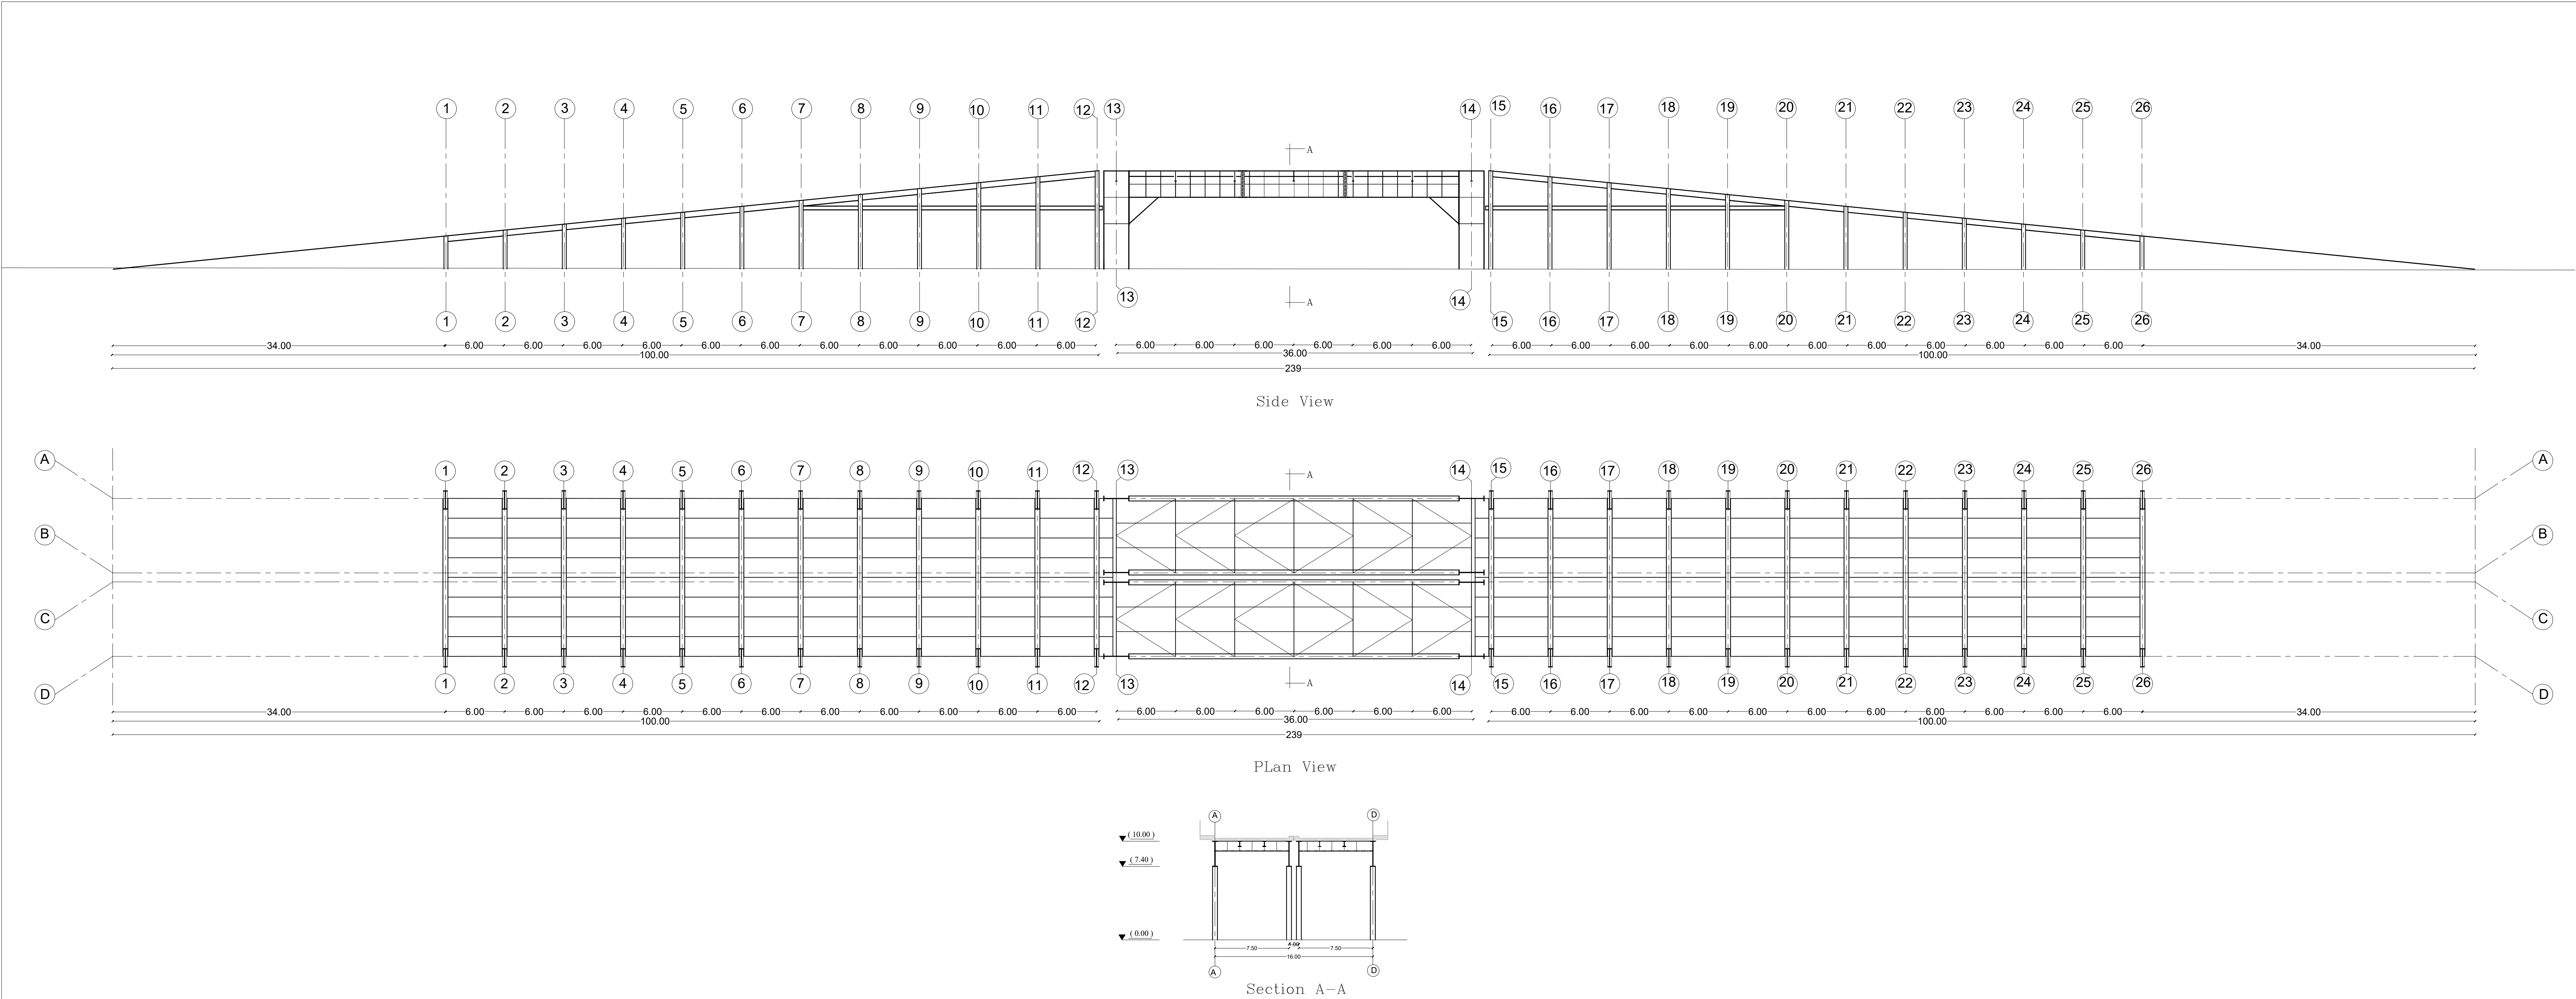 1 2 3 4 5 6 7 8 9 10 11 12 13 14 15 16 17 18 19 20 21 22 23 24 25 26
A
A
13 14
1 2 3 4 5 6 7 8 9 10 11 12 15 16 17 18 19 20 21 22 23 24 25 26
34.00 6.00 6.00 6.00 6.00 6.00 6.00 6.00 6.00 6.00 6.00 6.00 6.00 6.00 6.00 6.00 6.00 6.00 6.00 6.00 6.00 6.00 6.00 6.00 6.00 6.00 6.00 6.00 6.00 34.00
100.00 36.00 100.00
239
Side View
A A
1 2 3 4 5 6 7 8 9 10 11 12 13 14 15 16 17 18 19 20 21 22 23 24 25 26
A
B B
C C
D D
A
1 2 3 4 5 6 7 8 9 10 11 12 13 14 15 16 17 18 19 20 21 22 23 24 25 26
34.00 6.00 6.00 6.00 6.00 6.00 6.00 6.00 6.00 6.00 6.00 6.00 6.00 6.00 6.00 6.00 6.00 6.00 6.00 6.00 6.00 6.00 6.00 6.00 6.00 6.00 6.00 6.00 6.00 34.00
100.00 36.00 100.00
239
PLan View
A D
( 10.00 )
( 7.40 )
( 0.00 )
7.50 7.50
16.00
A D
Section A-A